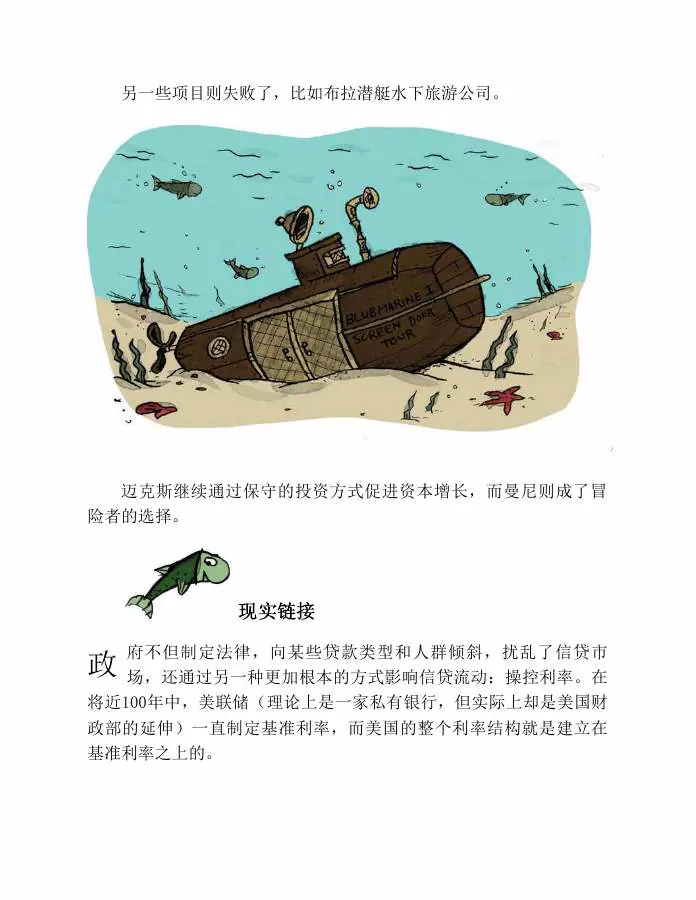 另一些项目则失败了，比如布拉潜艇水下旅游公司。
BLUBMARINE I
SCREEN DOOR
TOUR
迈克斯继续通过保守的投资方式促进资本增长，而曼尼则成了冒
险者的选择。
现实链接
政府不但制定法律，向某些贷款类型和人群倾斜，扰乱了信贷市
场，还通过另一种更加根本的方式影响信贷流动：操控利率。在
将近100年中，美联储（理论上是一家私有银行，但实际上却是美国财
政部的延伸）一直制定基准利率，而美国的整个利率结构就是建立在
基准利率之上的。